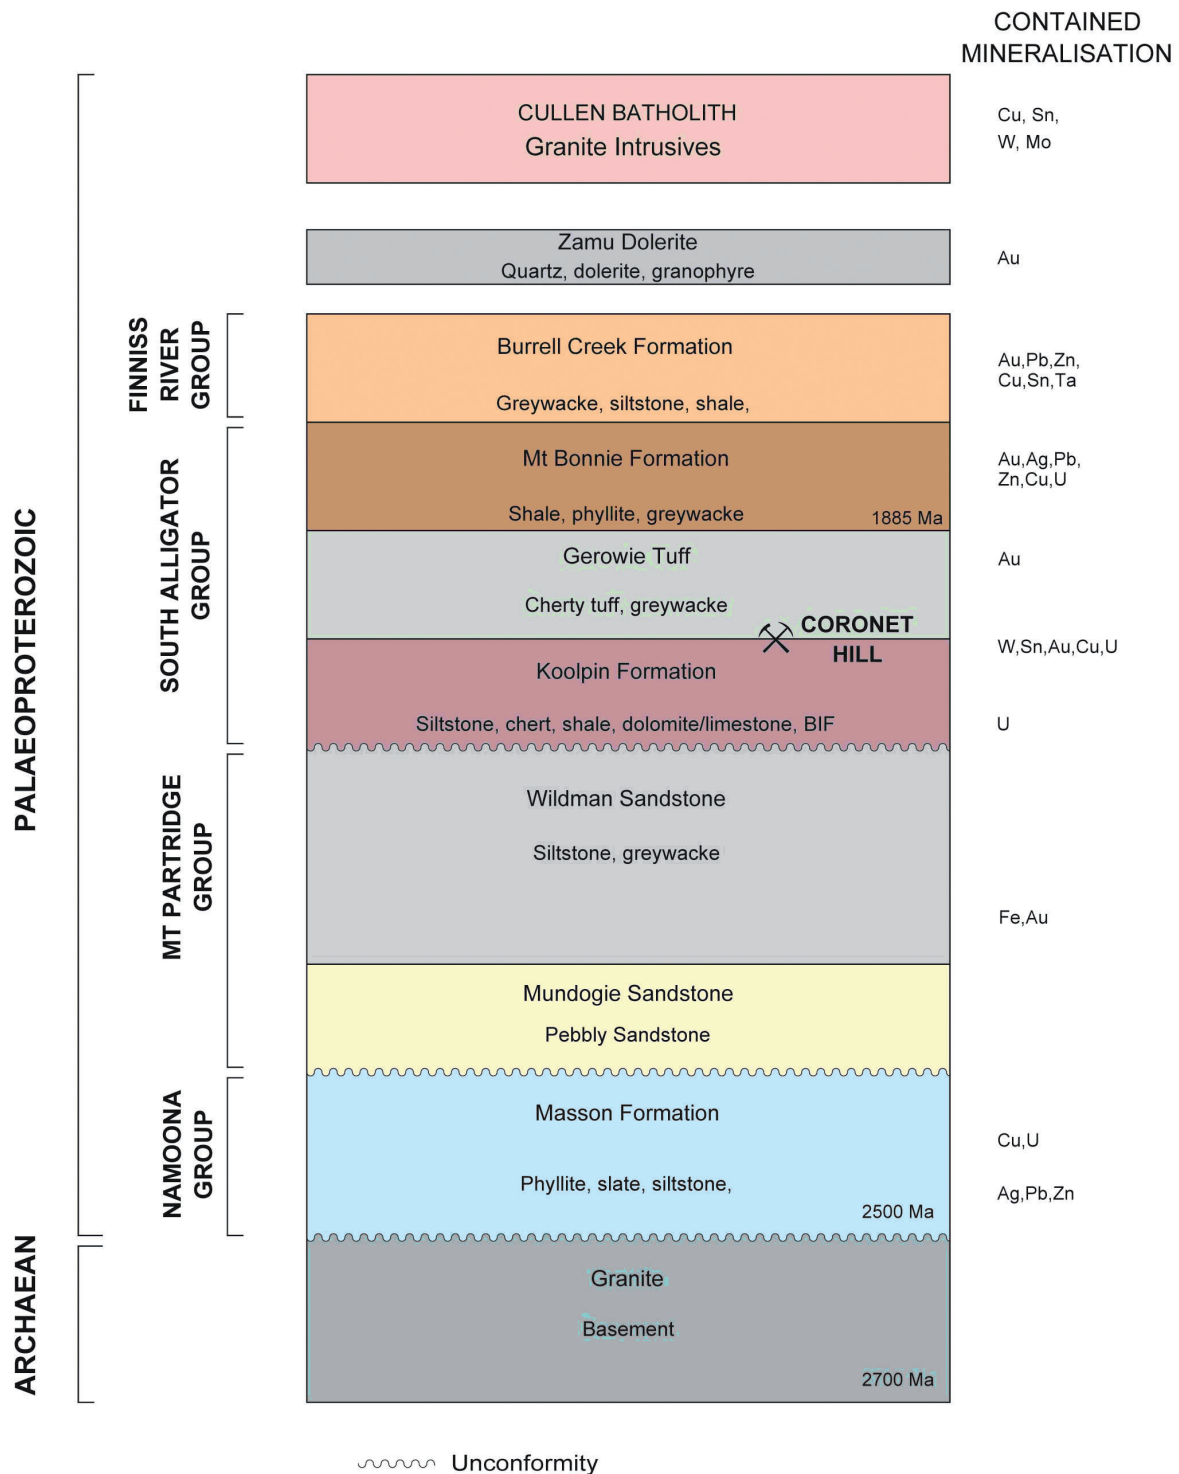 CONTAINED
MINERALISATION
CULLEN BATHOLITH
Granite Intrusives
Cu, Sn,
W, Mo
Zamu Dolerite
Quartz, dolerite, granophyre
Au
FINNISS
RIVER
GROUP
Burrell Creek Formation
Greywacke, siltstone, shale,
Au,Pb,Zn,
Cu,Sn,Ta
PALAEOPROTEROZOIC
SOUTH ALLIGATOR
GROUP
Mt Bonnie Formation
Shale, phyllite, greywacke
1885 Ma
Au,Ag,Pb,
Zn,Cu,U
Gerowie Tuff
Cherty tuff, greywacke
Au
CORONET
HILL
W,Sn,Au,Cu,U
Koolpin Formation
Siltstone, chert, shale, dolomite/limestone, BIF
U
MT PARTRIDGE
GROUP
Wildman Sandstone
Siltstone, greywacke
Fe,Au
Mundogie Sandstone
Pebbly Sandstone
NAMOONA
GROUP
Masson Formation
Phyllite, slate, siltstone,
2500 Ma
Cu,U
Ag,Pb,Zn
ARCHAEAN
Granite
Basement
2700 Ma
Unconformity